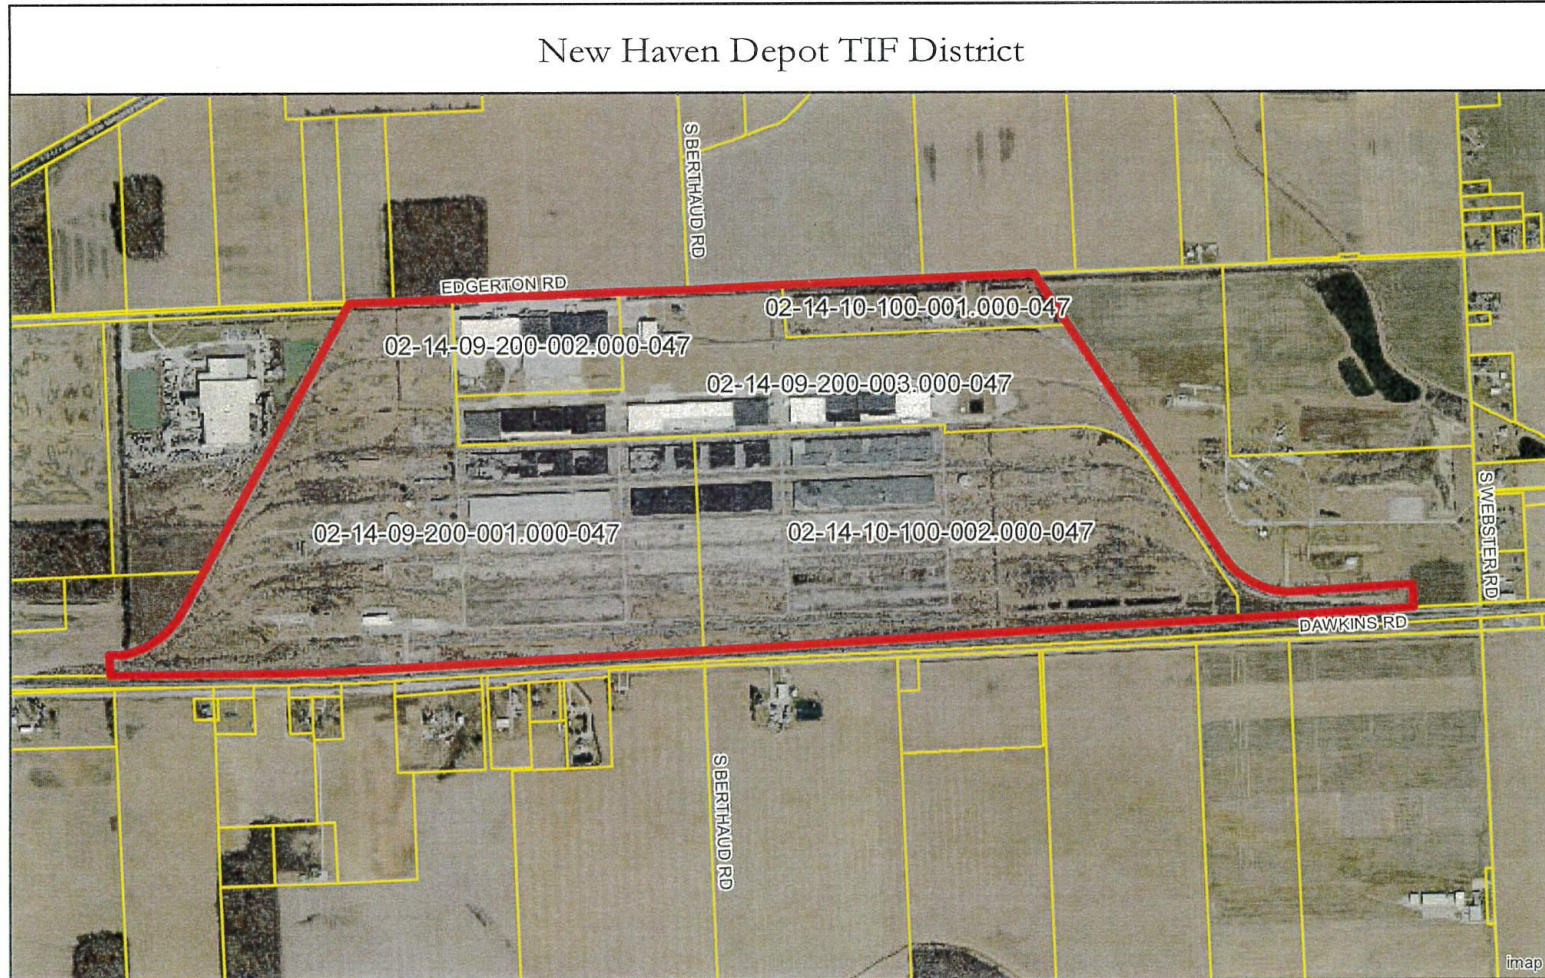 New Haven Depot TIF District
S BERTHAUD RD
EDGERTON RD
02-14-10-100-001.000-047
02-14-09-200-002.000-047
02-14-09-200-003.000-047
S WEBSTER RD
02-14-09-200-001.000-047
02-14-10-100-002.000-047
DAWKINS RD
S BERTHAUD RD
imap